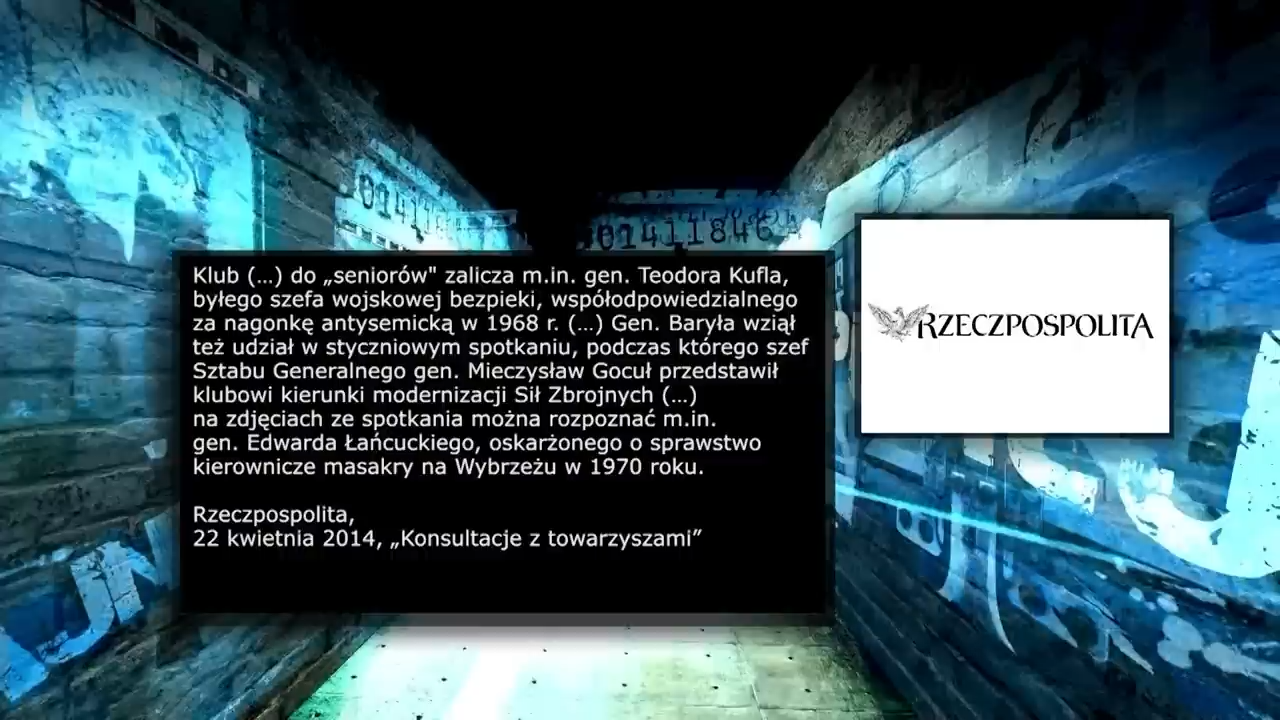 01411846
Klub (…) do „seniorów" zalicza m.in. gen. Teodora Kufla,
byłego szefa wojskowej bezpieki, współodpowiedzialnego
za nagonkę antysemicką w 1968 r. (…) Gen. Baryła wziął
też udział w styczniowym spotkaniu, podczas którego szef
Sztabu Generalnego gen. Mieczysław Gocuł przedstawił
klubowi kierunki modernizacji Sił Zbrojnych (…)
na zdjęciach ze spotkania można rozpoznać m.in.
gen. Edwarda Łańcuckiego, oskarżonego o sprawstwo
kierownicze masakry na Wybrzeżu w 1970 roku.
Rzeczpospolita,
22 kwietnia 2014, „Konsultacje z towarzyszami”
RZECZPOSPOLITA